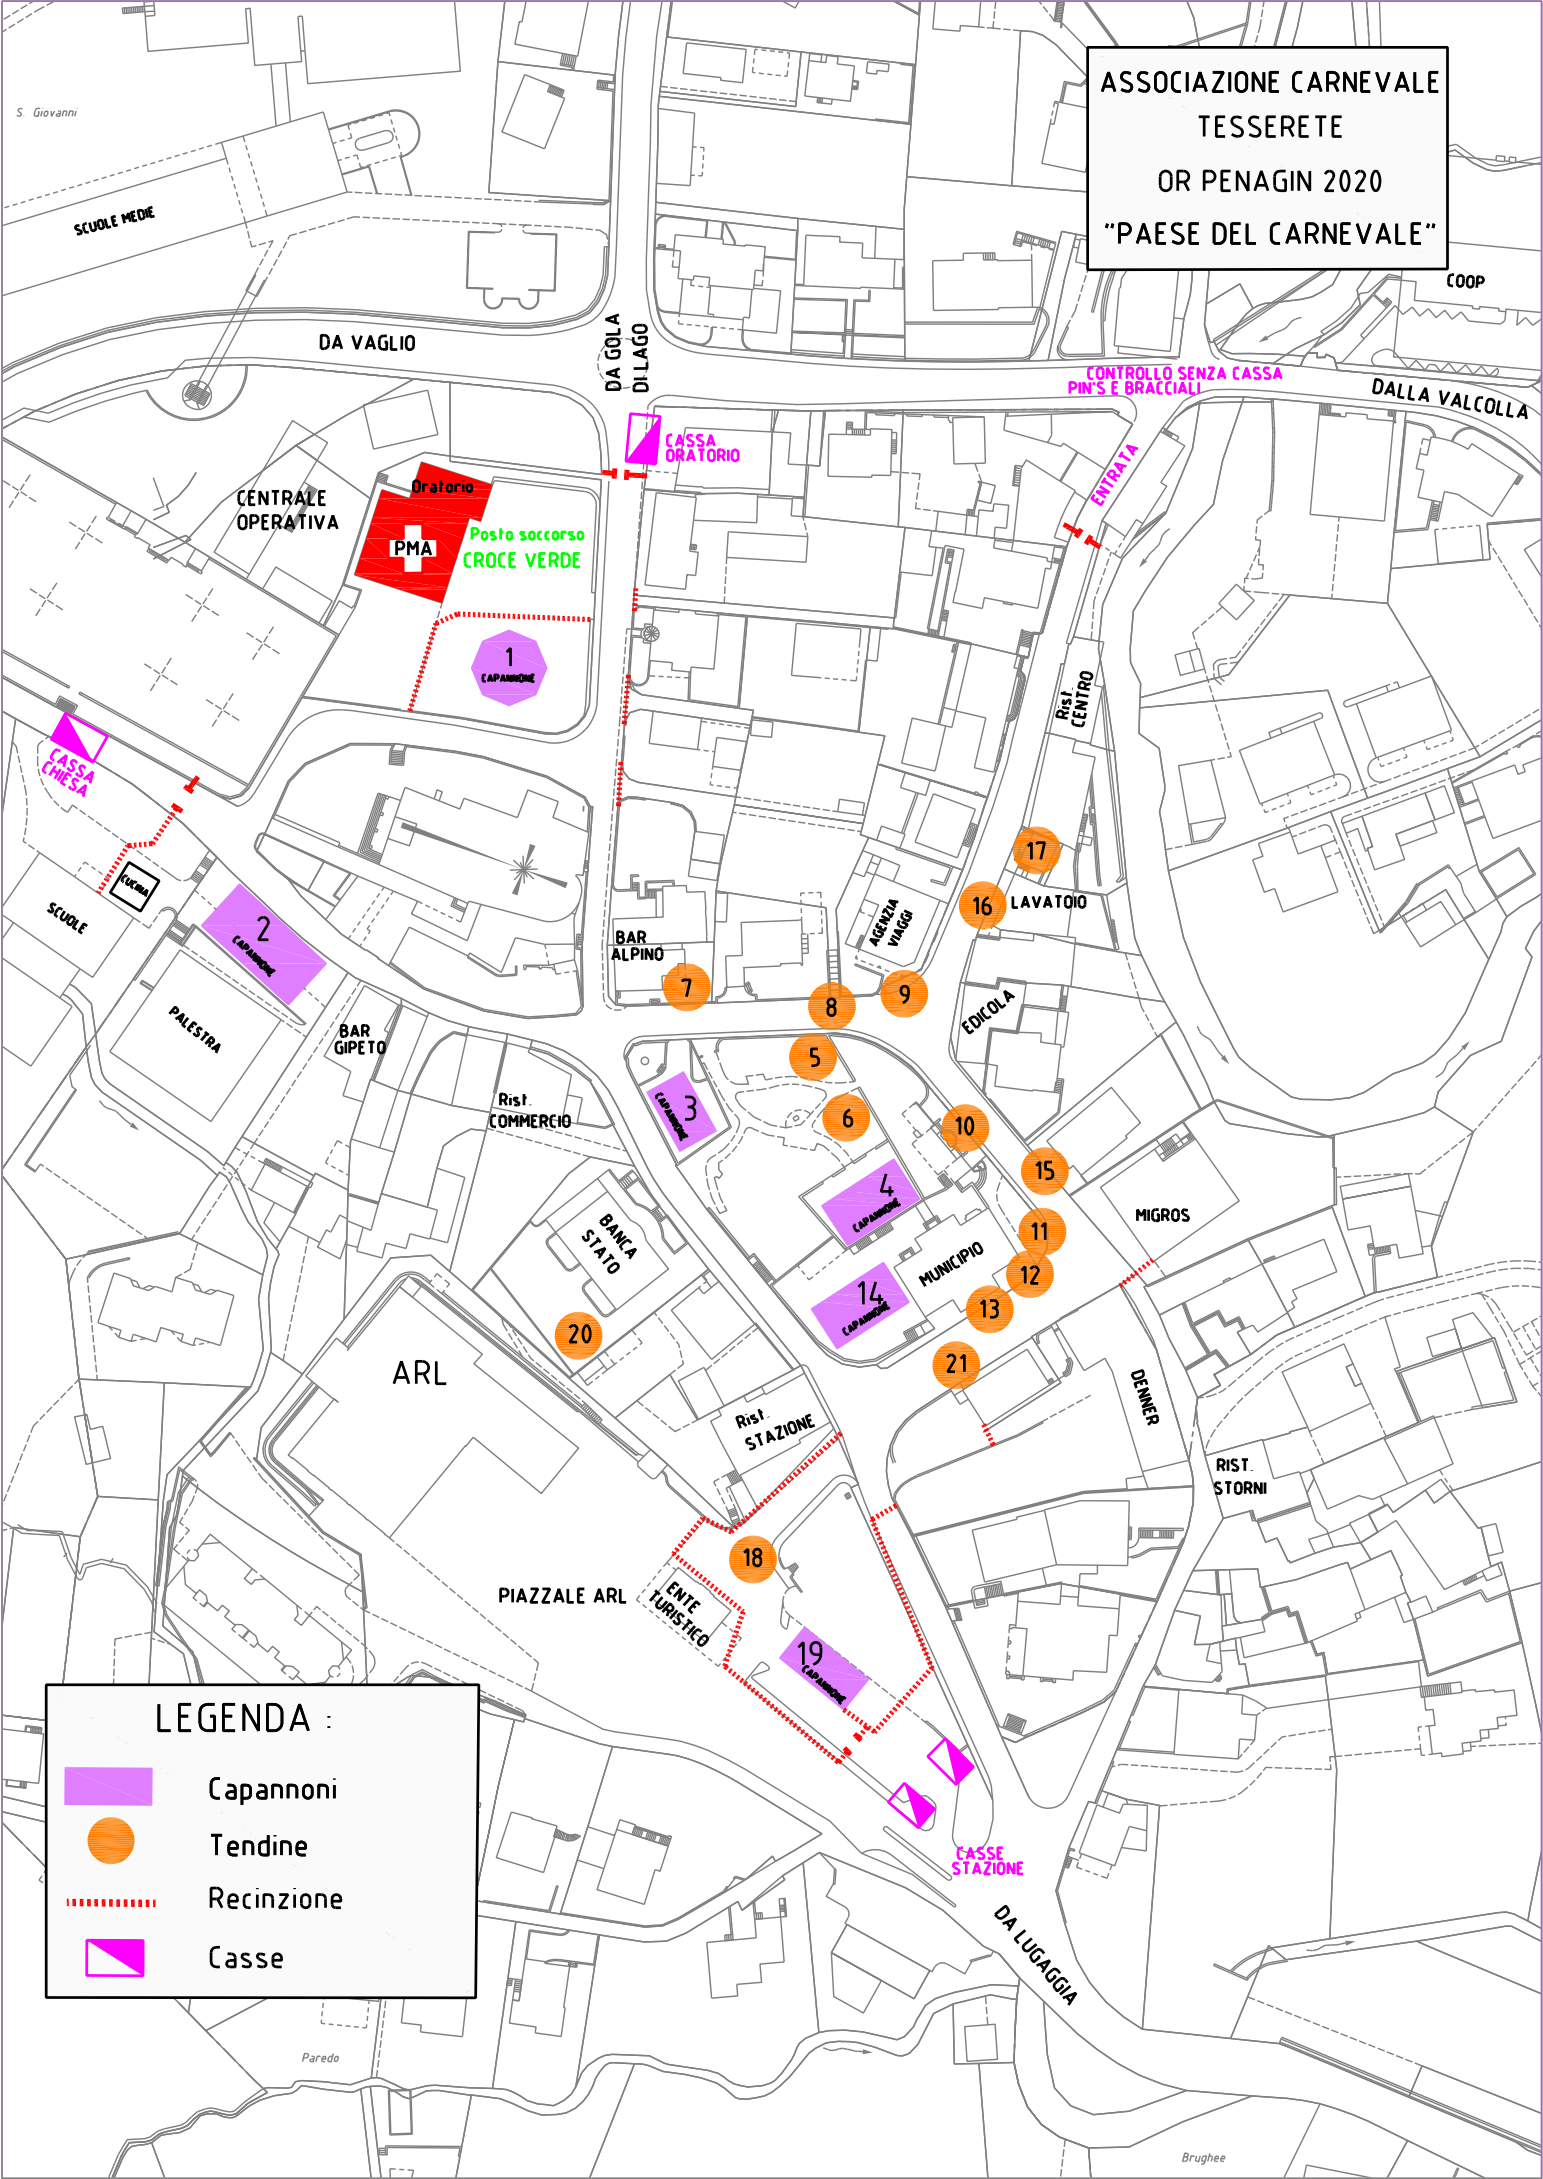 ASSOCIAZIONE CARNEVALE
TESSERETE
OR PENAGIN 2020
"PAESE DEL CARNEVALE"
S. Giovanni
SCUOLE MEDIE
COOP
DA VAGLIO
DA GOLA
DI LAGO
CONTROLLO SENZA CASSA
PIN'S E BRACCIALI
DALLA VALCOLLA
CASSA
ORATORIO
ENTRATA
Oratorio
CENTRALE
OPERATIVA
PMA
Posto soccorso
CROCE VERDE
1
CAPANNONE
Rist.
CENTRO
CASSA
CHIESA
CUCINA
SCUOLE
2
CAPANNONE
PALESTRA
BAR
GIPETO
BAR
ALPINO
7
8
9
AGENZIA
VIAGGI
17
16
LAVATOIO
EDICOLA
5
6
3
CAPANNONE
Rist.
COMMERCIO
10
15
4
CAPANNONE
11
MIGROS
BANCA
STATO
MUNICIPIO
12
14
CAPANNONE
13
20
21
ARL
DENNER
Rist.
STAZIONE
RIST.
STORNI
18
PIAZZALE ARL
ENTE
TURISTICO
19
CAPANNONE
CASSE
STAZIONE
DA LUGAGGIA
LEGENDA :
Capannoni
Tendine
Recinzione
Casse
Paredo
Brughee